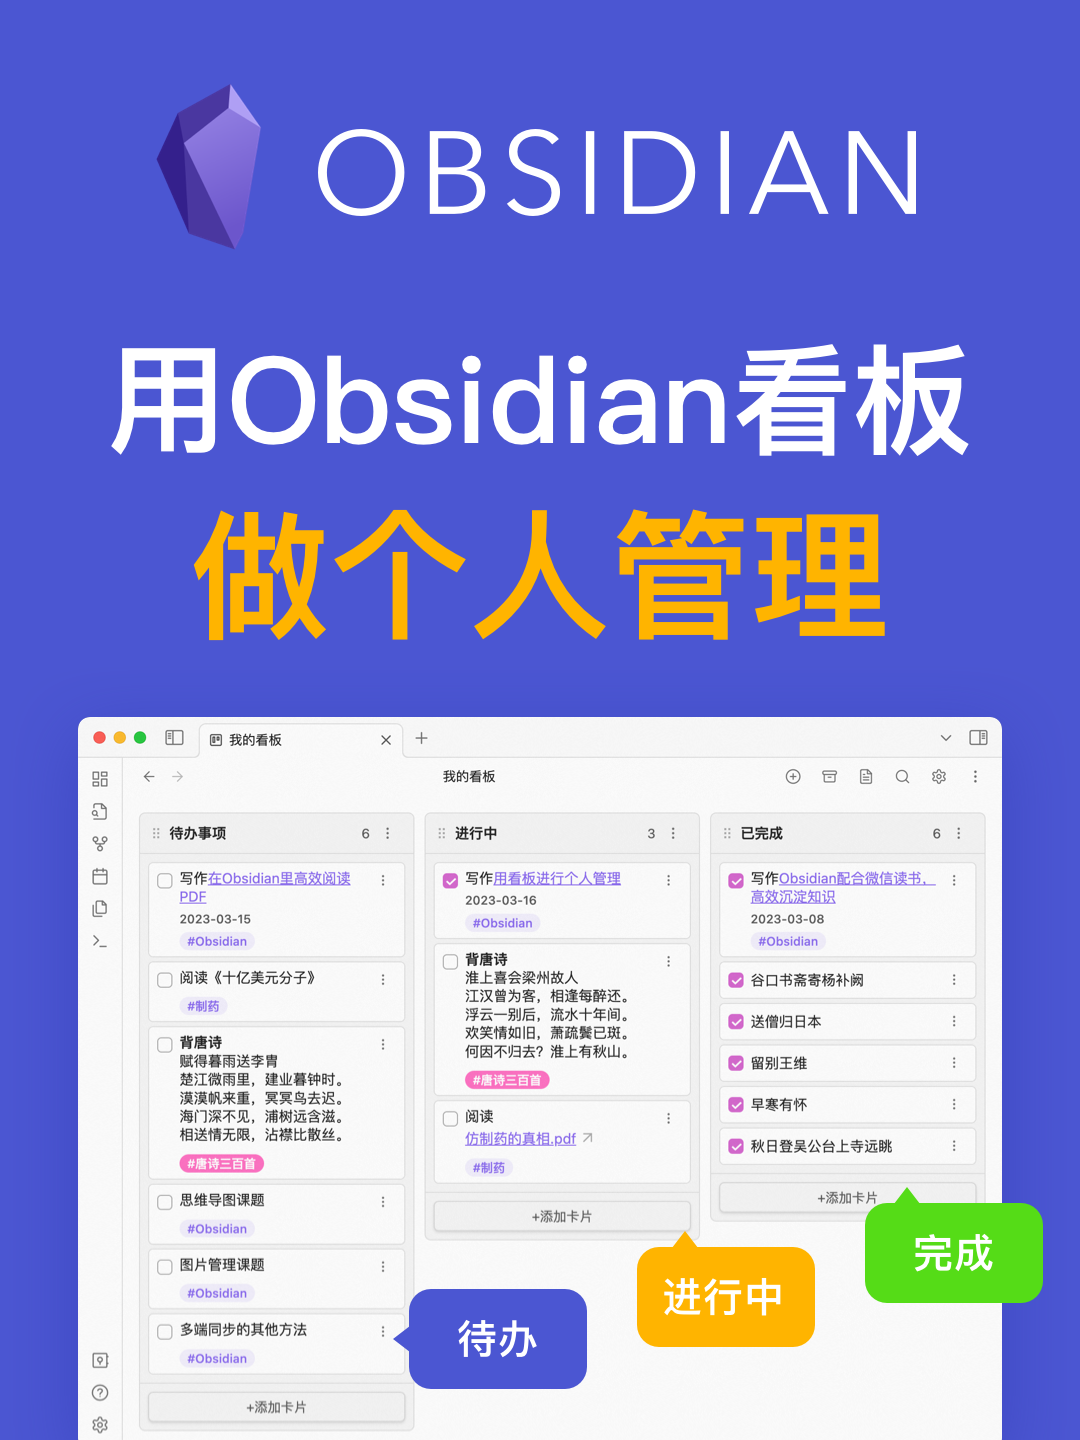 OBSIDIAN
用Obsidian看板
做个人管理
我的看板
我的看板
待办事项 6
写作在Obsidian里高效阅读
PDF
2023-03-15
#Obsidian
阅读《十亿美元分子》
#制药
背唐诗
赋得暮雨送李胄
楚江微雨里，建业暮钟时。
漠漠帆来重，冥冥鸟去迟。
海门深不见，浦树远含滋。
相送情无限，沾襟比散丝。
#唐诗三百首
思维导图课题
#Obsidian
图片管理课题
#Obsidian
多端同步的其他方法
#Obsidian
+添加卡片
待办
进行中 3
写作用看板进行个人管理
2023-03-16
#Obsidian
背唐诗
淮上喜会梁州故人
江汉曾为客，相逢每醉还。
浮云一别后，流水十年间。
欢笑情如旧，萧疏鬓已斑。
何因不归去？淮上有秋山。
#唐诗三百首
阅读
仿制药的真相.pdf
#制药
+添加卡片
进行中
已完成 6
写作Obsidian配合微信读书，
高效沉淀知识
2023-03-08
#Obsidian
谷口书斋寄杨补阙
送僧归日本
留别王维
早寒有怀
秋日登吴公台上寺远眺
+添加卡片
完成